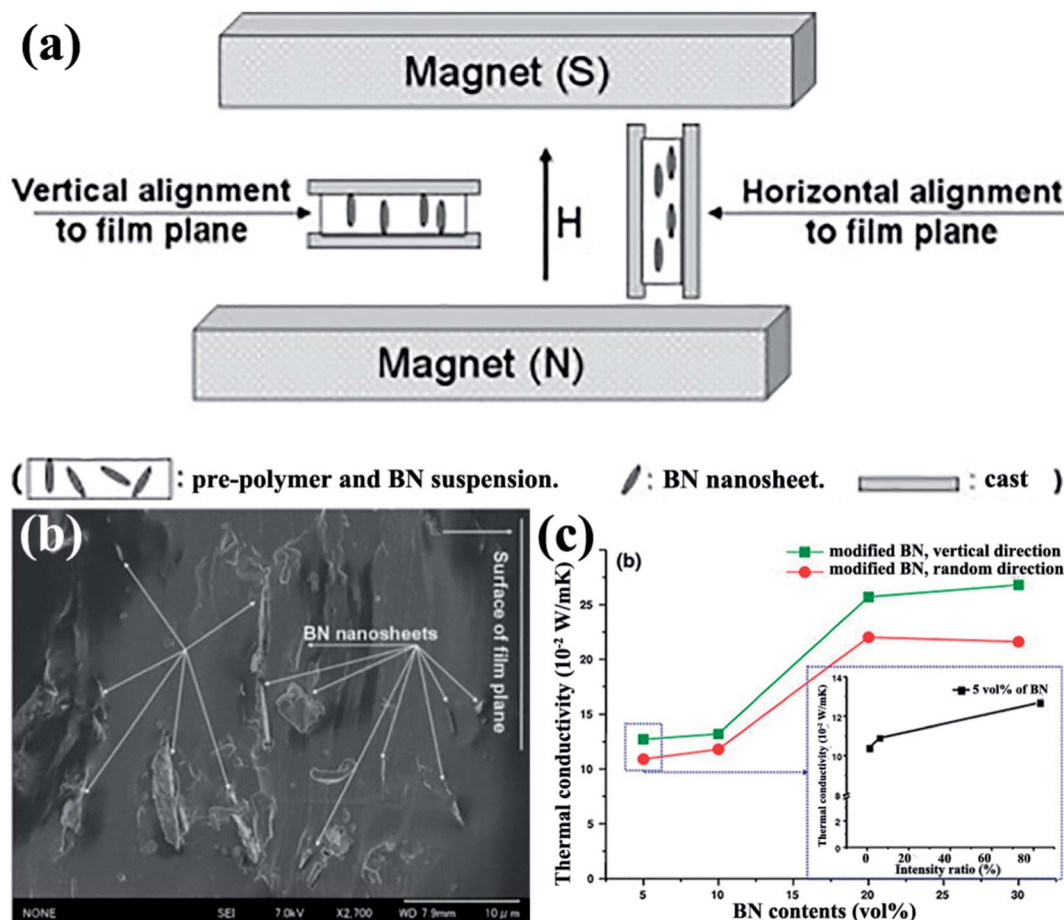 (a)
Magnet (S)
Vertical alignment
to film plane
H
Horizontal alignment
to film plane
Magnet (N)
( : pre-polymer and BN suspension. : BN nanosheet. : cast )
(b)
BN nanosheets
Surface of film plane
NONE SEI 7.0kV X2,700 WD 7.9mm 10 μm
(c)
(b)
modified BN, vertical direction
modified BN, random direction
Thermal conductivity (10⁻² W/mK)
25
20
15
10
5
0
5 10 15 20 25 30
BN contents (vol%)
5 vol% of BN
Thermal conductivity (10⁻² W/mK)
14
12
10
8
2
0
0 20 40 60 80
Intensity ratio (%)